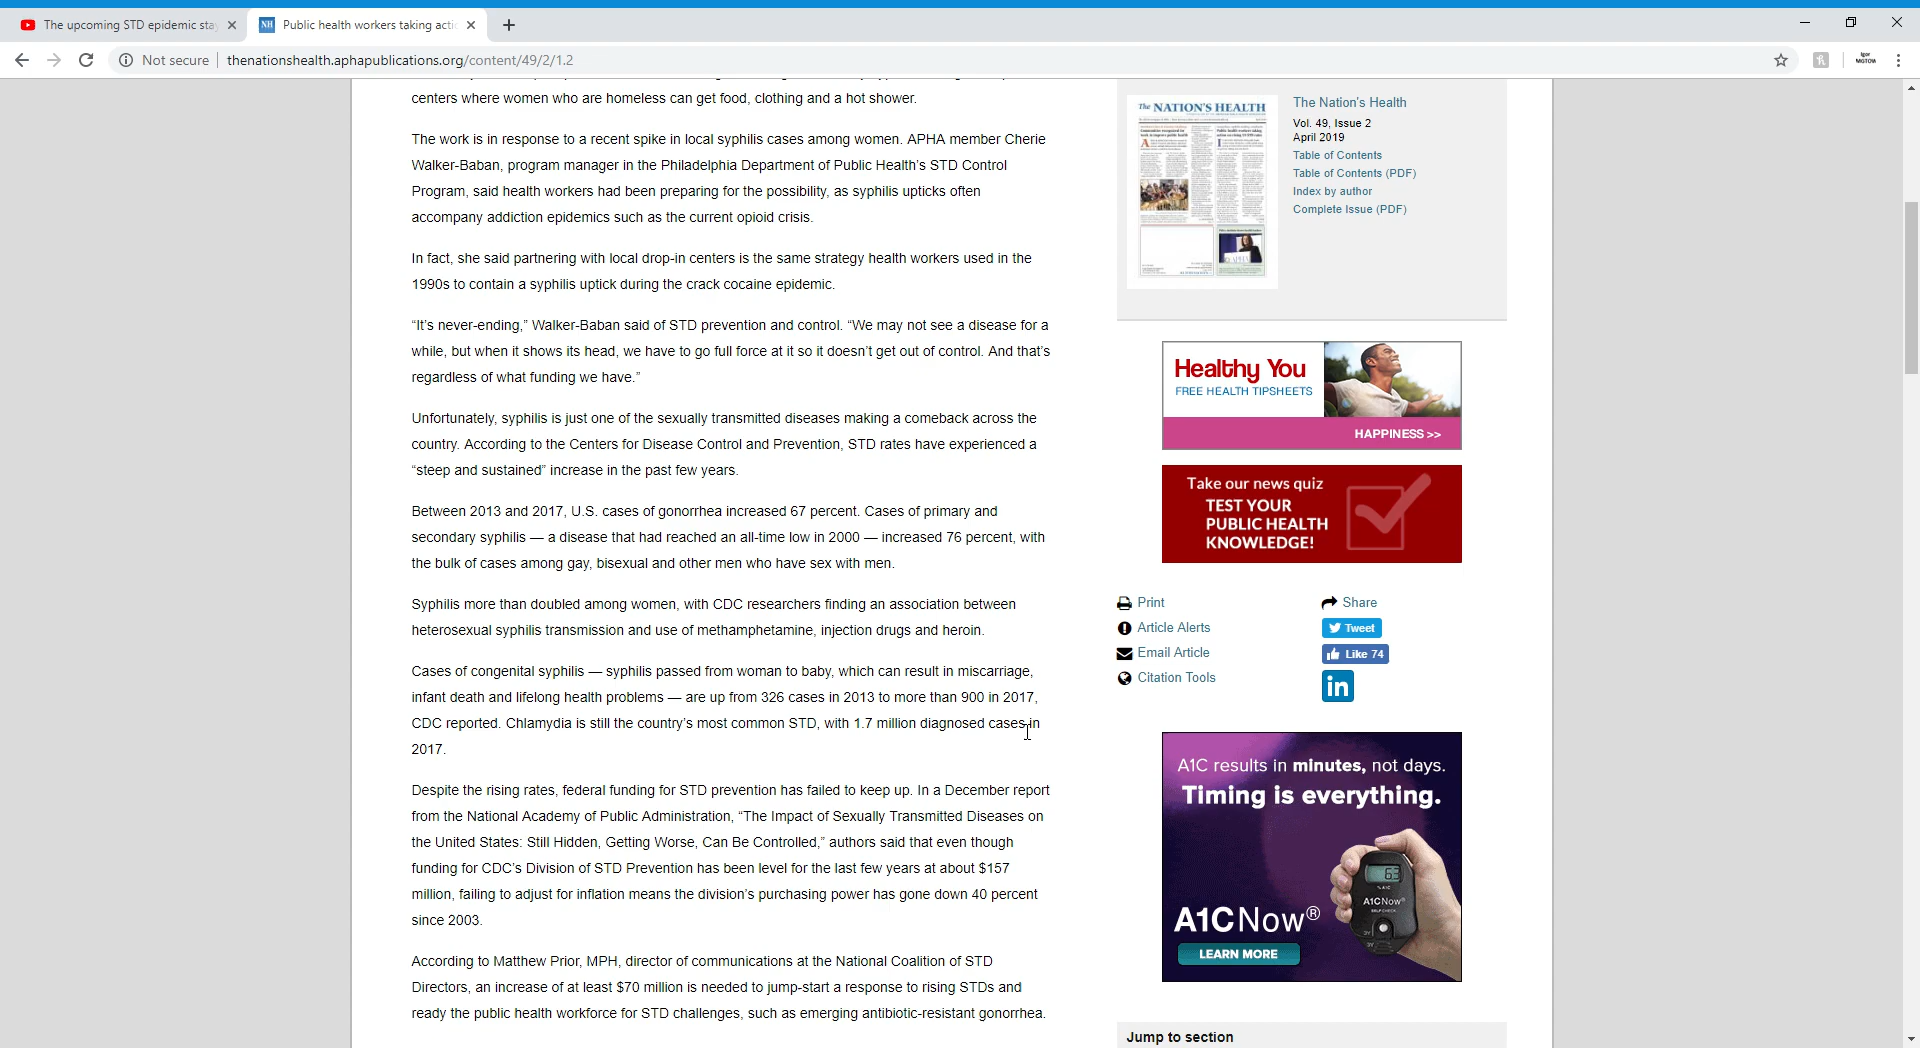 The upcoming STD epidemic sta
Public health workers taking acti
Not secure
thenationshealth.aphapublications.org/content/49/2/1.2
Igor
MGTOW
centers where women who are homeless can get food, clothing and a hot shower.
The work is in response to a recent spike in local syphilis cases among women. APHA member Cherie
Walker-Baban, program manager in the Philadelphia Department of Public Health's STD Control
Program, said health workers had been preparing for the possibility, as syphilis upticks often
accompany addiction epidemics such as the current opioid crisis.
In fact, she said partnering with local drop-in centers is the same strategy health workers used in the
1990s to contain a syphilis uptick during the crack cocaine epidemic.
“It's never-ending,” Walker-Baban said of STD prevention and control. “We may not see a disease for a
while, but when it shows its head, we have to go full force at it so it doesn't get out of control. And that's
regardless of what funding we have.”
Unfortunately, syphilis is just one of the sexually transmitted diseases making a comeback across the
country. According to the Centers for Disease Control and Prevention, STD rates have experienced a
“steep and sustained” increase in the past few years.
Between 2013 and 2017, U.S. cases of gonorrhea increased 67 percent. Cases of primary and
secondary syphilis — a disease that had reached an all-time low in 2000 — increased 76 percent, with
the bulk of cases among gay, bisexual and other men who have sex with men.
Syphilis more than doubled among women, with CDC researchers finding an association between
heterosexual syphilis transmission and use of methamphetamine, injection drugs and heroin.
Cases of congenital syphilis — syphilis passed from woman to baby, which can result in miscarriage,
infant death and lifelong health problems — are up from 326 cases in 2013 to more than 900 in 2017,
CDC reported. Chlamydia is still the country's most common STD, with 1.7 million diagnosed cases in
2017.
Despite the rising rates, federal funding for STD prevention has failed to keep up. In a December report
from the National Academy of Public Administration, “The Impact of Sexually Transmitted Diseases on
the United States: Still Hidden, Getting Worse, Can Be Controlled,” authors said that even though
funding for CDC's Division of STD Prevention has been level for the last few years at about $157
million, failing to adjust for inflation means the division's purchasing power has gone down 40 percent
since 2003.
According to Matthew Prior, MPH, director of communications at the National Coalition of STD
Directors, an increase of at least $70 million is needed to jump-start a response to rising STDs and
ready the public health workforce for STD challenges, such as emerging antibiotic-resistant gonorrhea.
The NATION'S HEALTH
The Nation's Health
Vol. 49, Issue 2
April 2019
Table of Contents
Table of Contents (PDF)
Index by author
Complete Issue (PDF)
Healthy You
FREE HEALTH TIPSHEETS
HAPPINESS >>
Take our news quiz
TEST YOUR
PUBLIC HEALTH
KNOWLEDGE!
Print
Share
Article Alerts
Tweet
Email Article
Like 74
Citation Tools
in
A1C results in minutes, not days.
Timing is everything.
6.3
%A1C
A1CNow®
SELFCHECK
A1CNow®
LEARN MORE
Jump to section